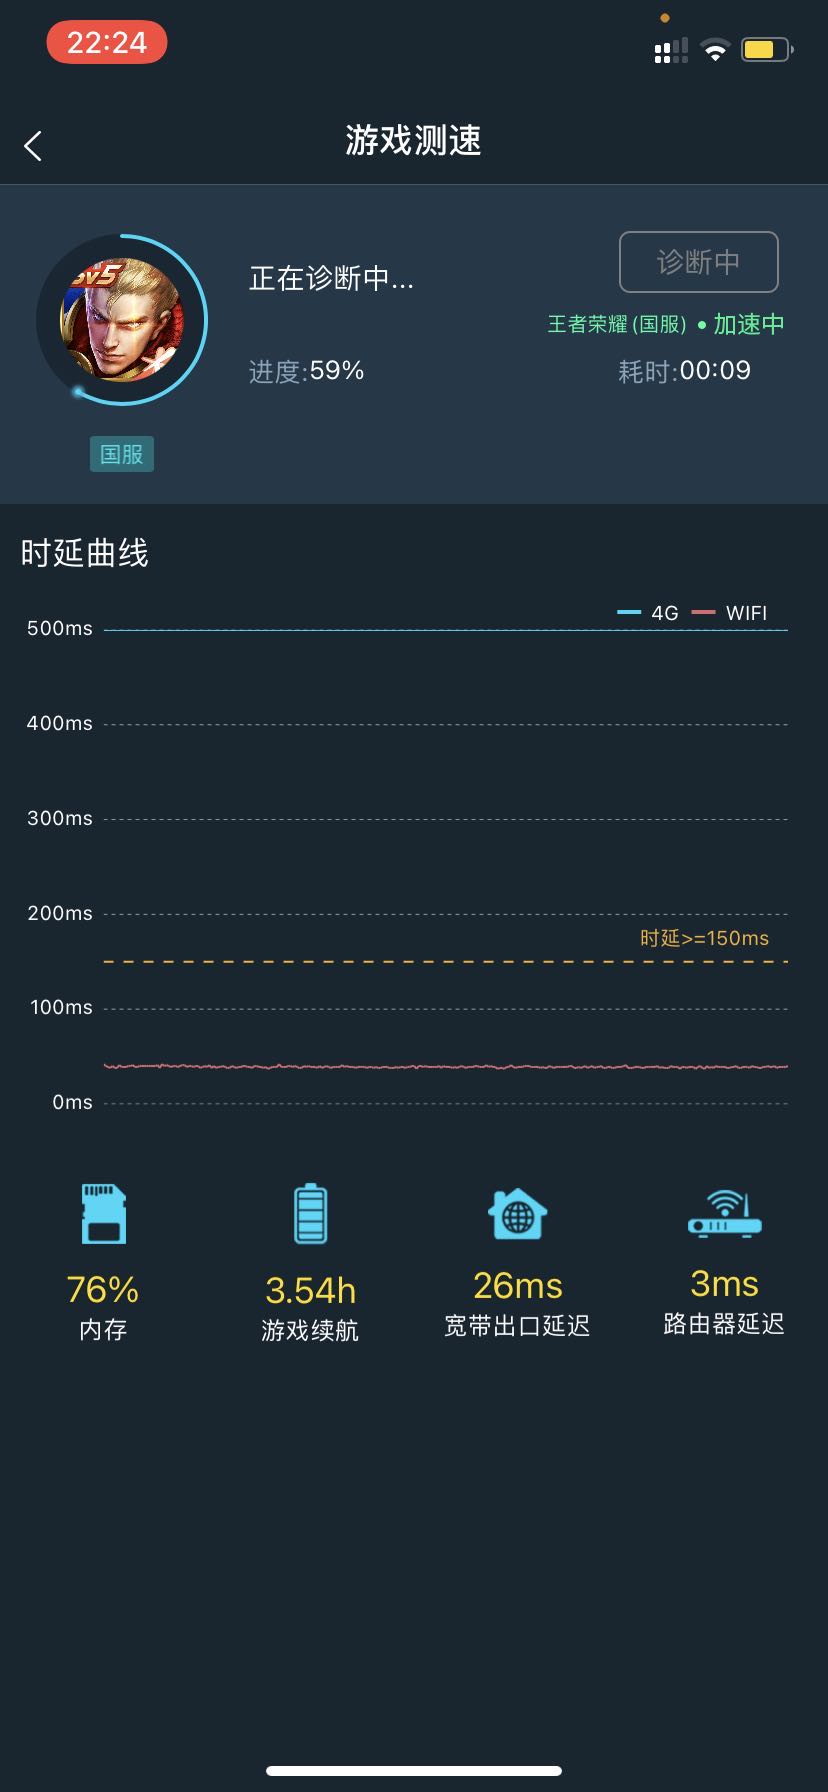 22:24
游戏测速
5v5
正在诊断中...
诊断中
王者荣耀(国服) • 加速中
进度:59%
耗时:00:09
国服
时延曲线
4G WIFI
500ms
400ms
300ms
200ms
时延>=150ms
100ms
0ms
76%
内存
3.54h
游戏续航
26ms
宽带出口延迟
3ms
路由器延迟